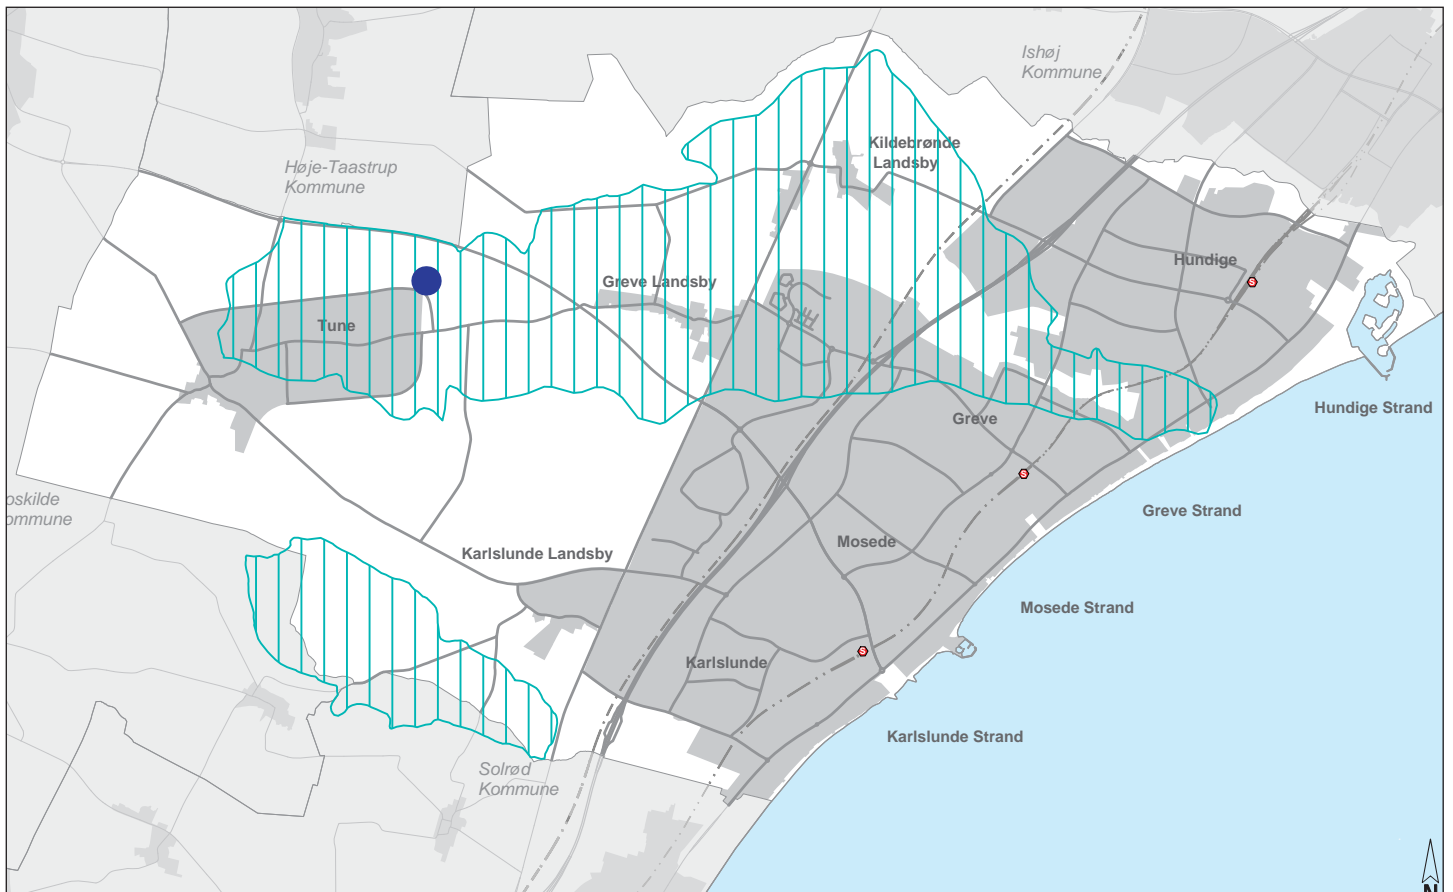 Ishøj
Kommune
Kildebrønde
Landsby
Høje-Taastrup
Kommune
Hundige
S
Greve Landsby
Tune
Hundige Strand
Greve
S
oskilde
ommune
Greve Strand
Mosede
Karlslunde Landsby
Mosede Strand
S
Karlslunde
Karlslunde Strand
Solrød
Kommune
N